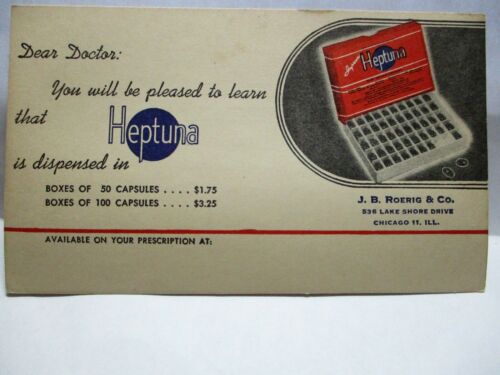 Dear Doctor:
You will be pleased to learn
that Heptuna
is dispensed in
BOXES OF 50 CAPSULES .... $1.75
BOXES OF 100 CAPSULES .... $3.25
AVAILABLE ON YOUR PRESCRIPTION AT:
Improved Heptuna
J. B. ROERIG & CO.
536 LAKE SHORE DRIVE
CHICAGO 11, ILL.